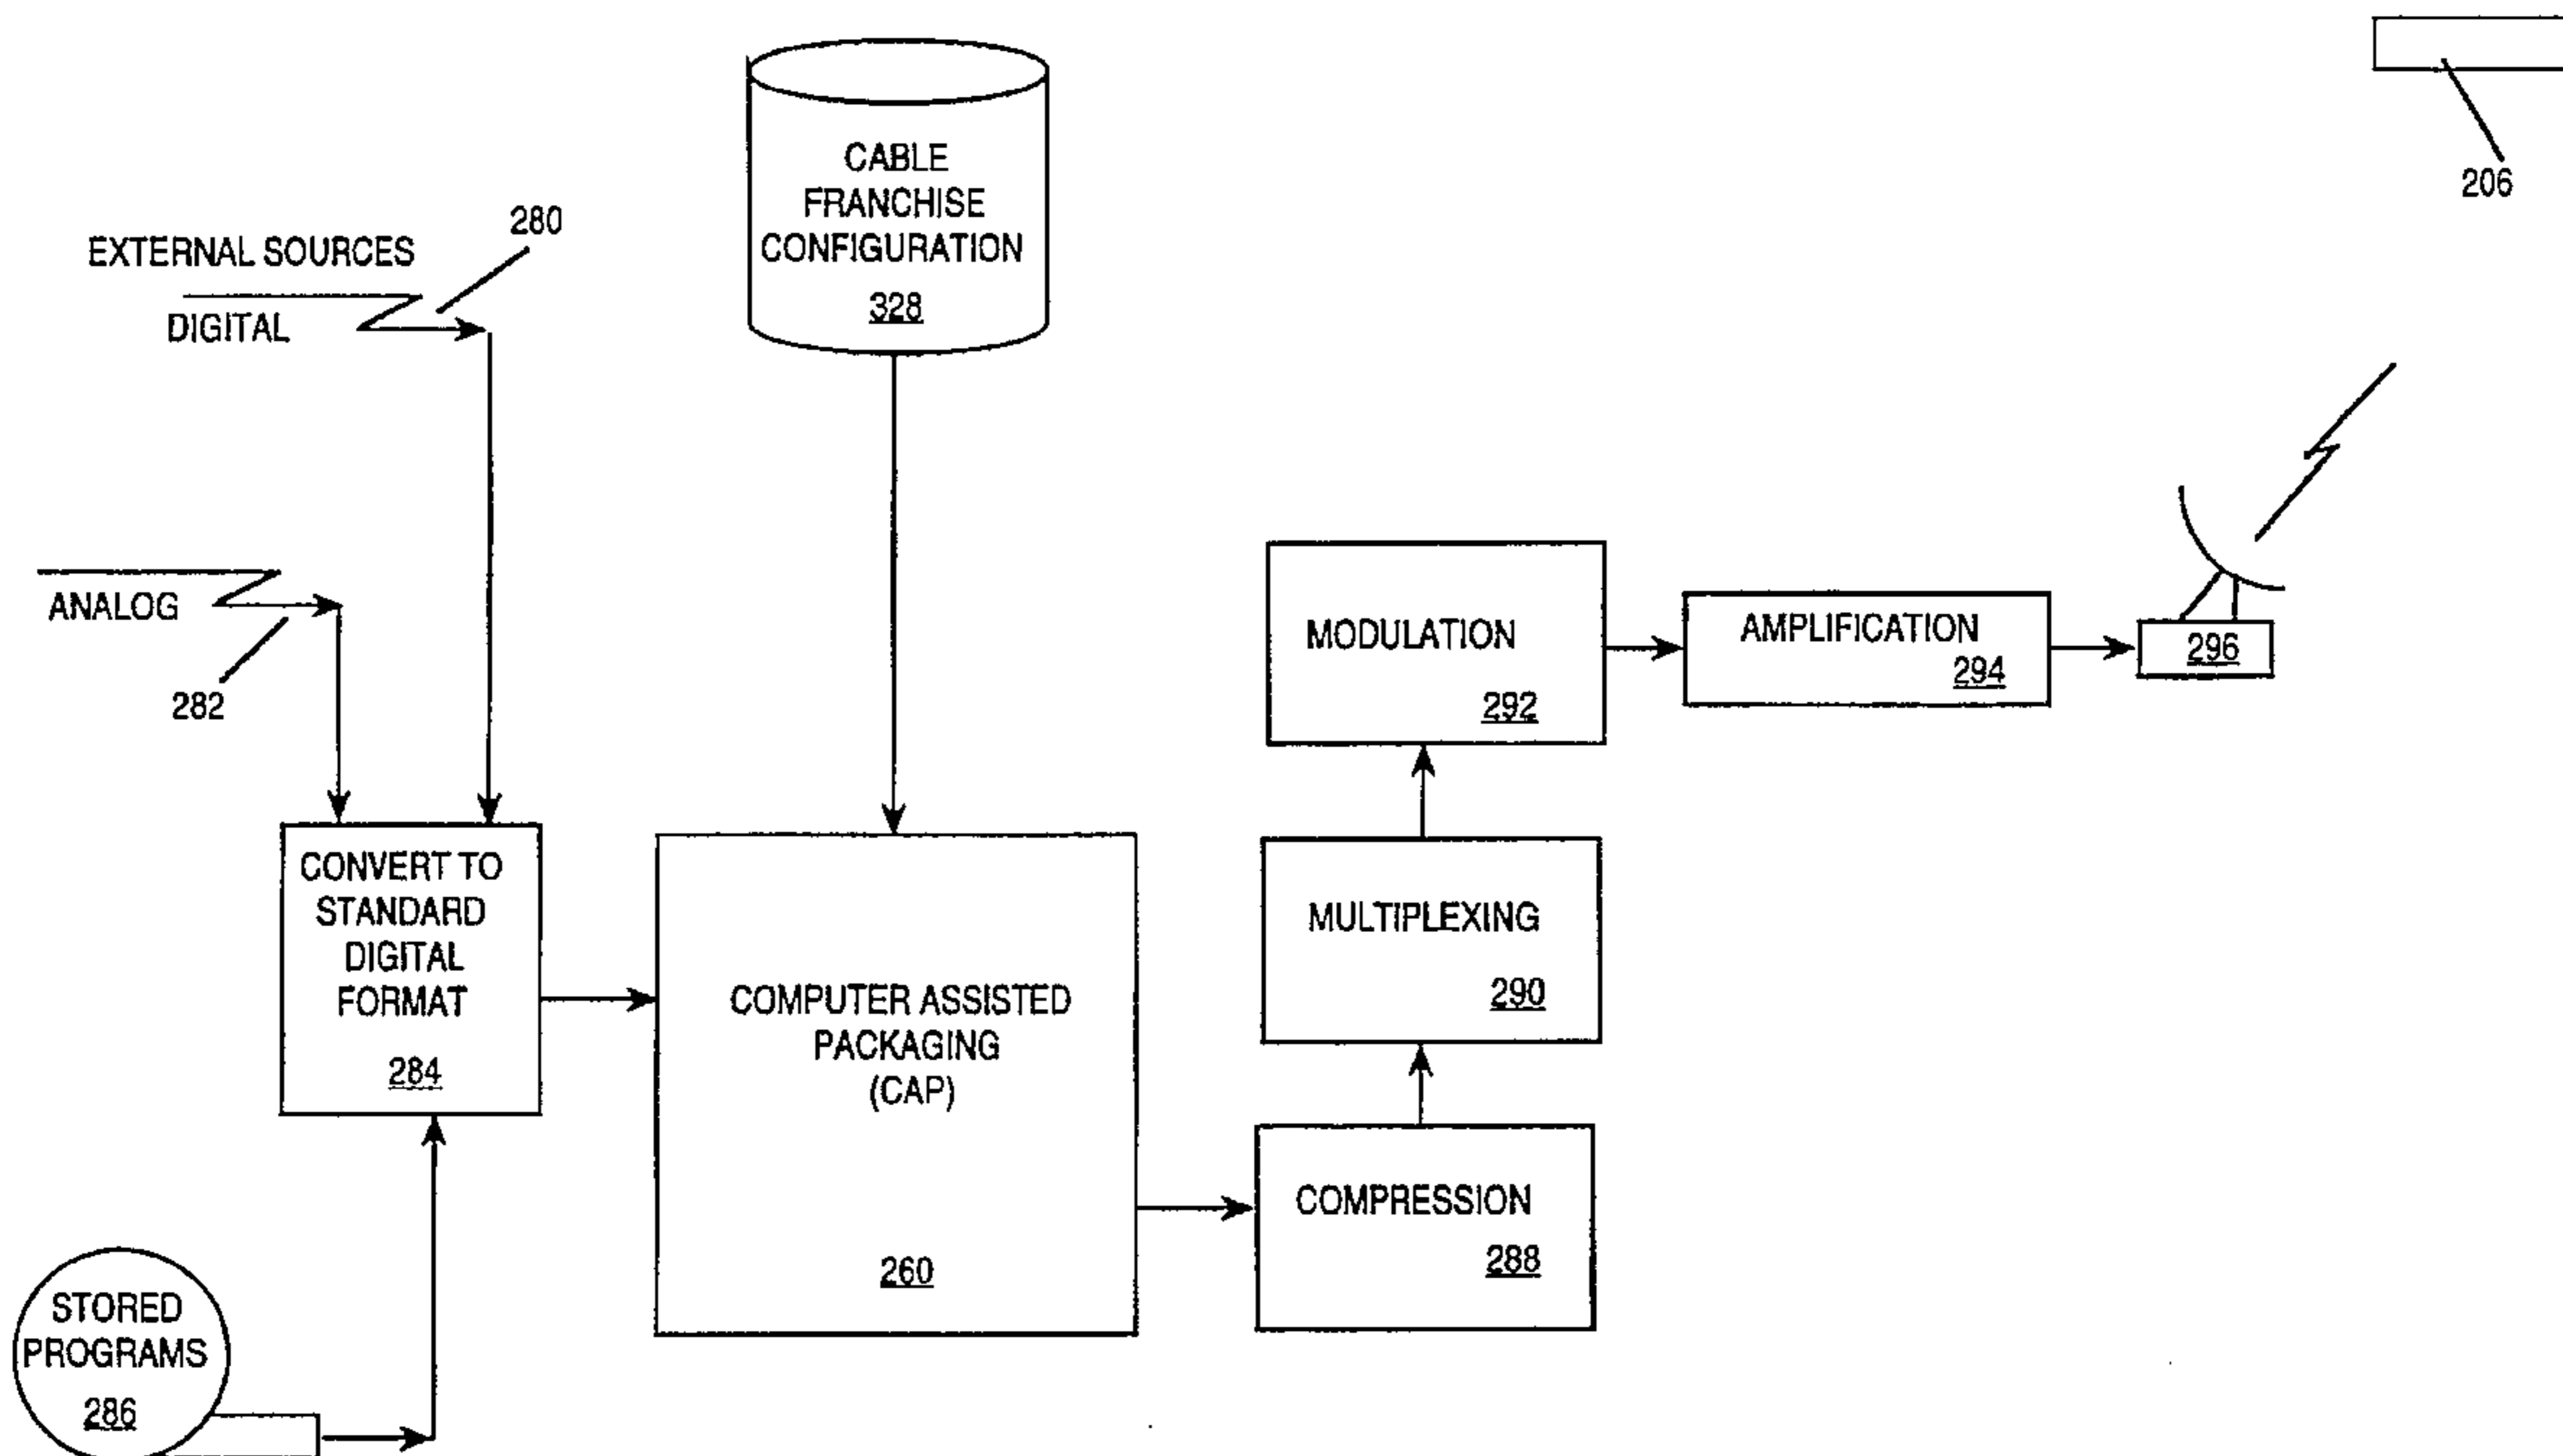 206
CABLE
FRANCHISE
CONFIGURATION
328
280
EXTERNAL SOURCES
DIGITAL
ANALOG
282
MODULATION
292
AMPLIFICATION
294
296
CONVERT TO
STANDARD
DIGITAL
FORMAT
284
COMPUTER ASSISTED
PACKAGING
(CAP)
260
MULTIPLEXING
290
COMPRESSION
288
STORED
PROGRAMS
286